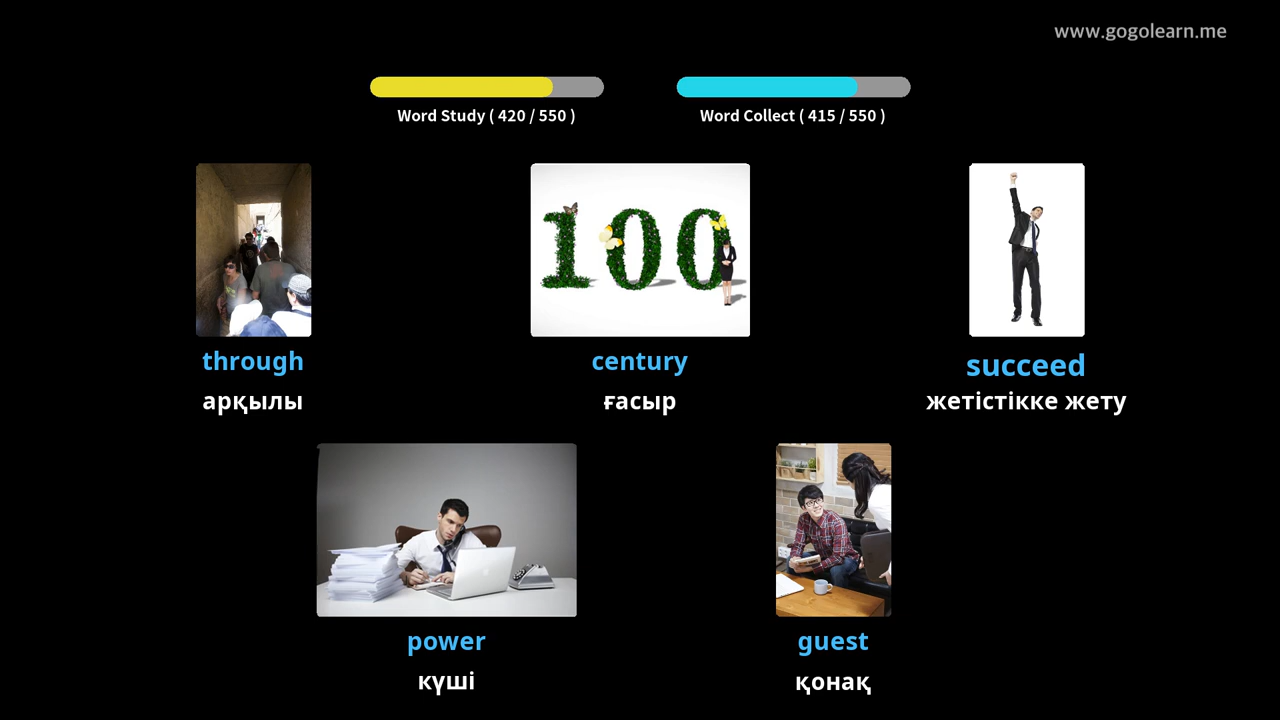 www.gogolearn.me
Word Study ( 420 / 550 )
Word Collect ( 415 / 550 )
through
арқылы
century
ғасыр
succeed
жетістікке жету
power
күші
guest
қонақ